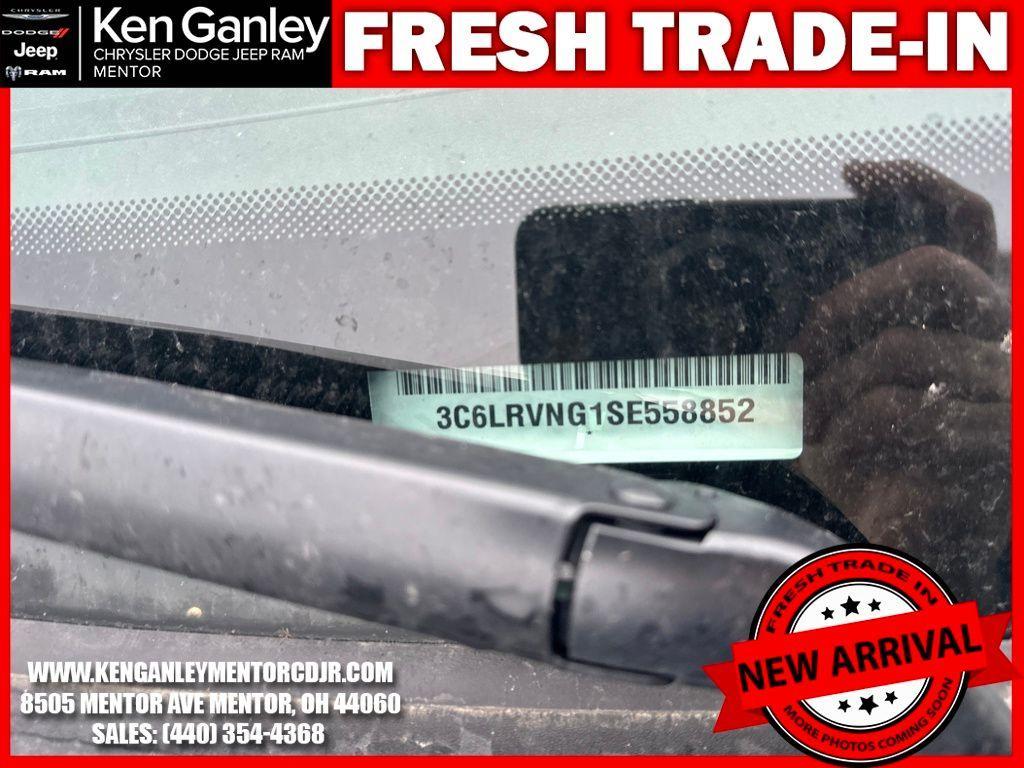 CHRYSLER
DODGE
Jeep
RAM
Ken Ganley
CHRYSLER DODGE JEEP RAM
MENTOR
FRESH TRADE-IN
3C6LRVNG1SE558852
FRESH TRADE IN
NEW ARRIVAL
MORE PHOTOS COMING SOON
WWW.KENGANLEYMENTORCDJR.COM
8505 MENTOR AVE MENTOR, OH 44060
SALES: (440) 354-4368